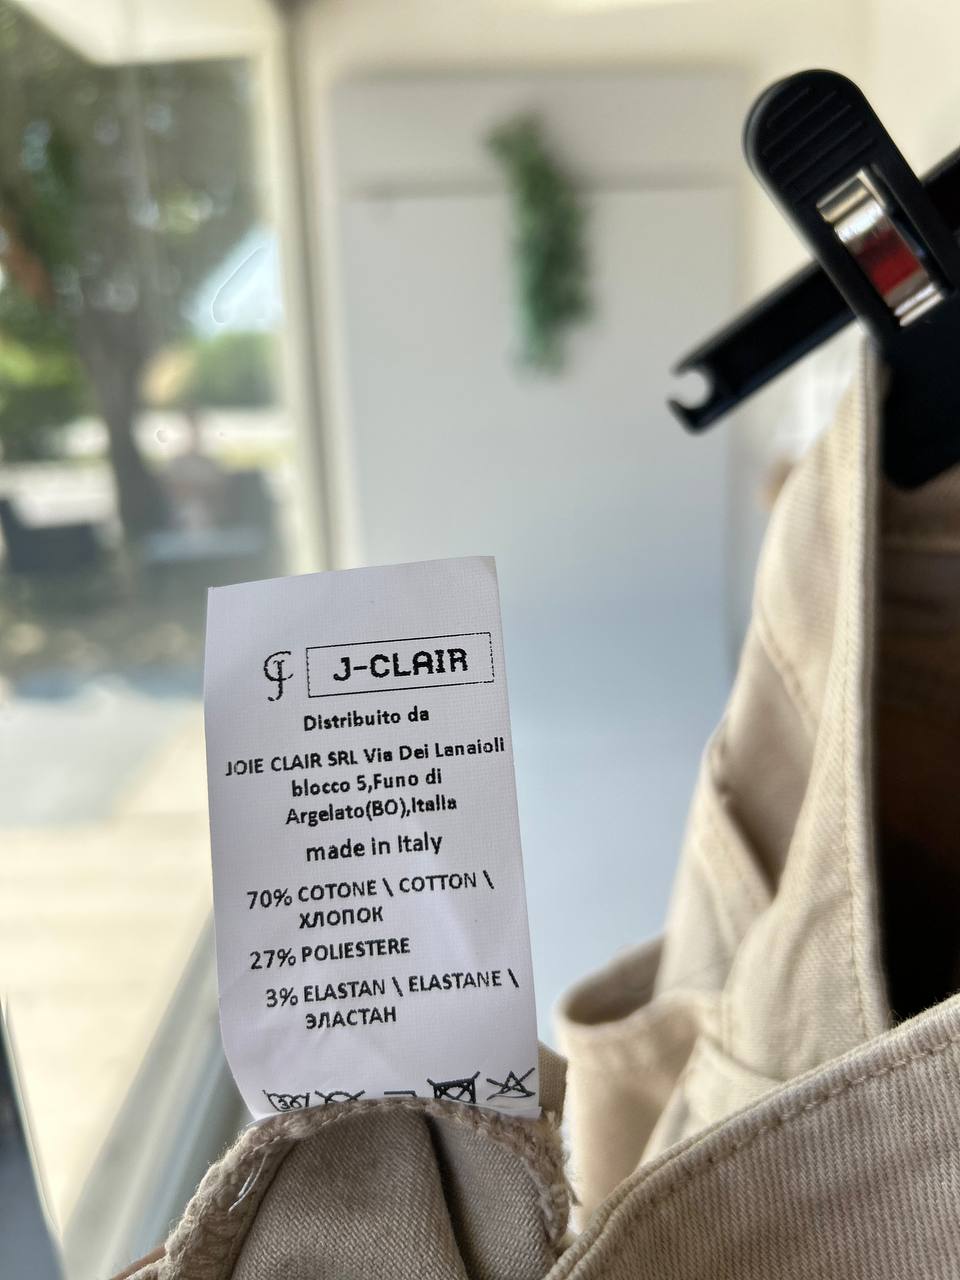 J-CLAIR
Distribuito da
JOIE CLAIR SRL Via Dei Lanaioli
blocco 5,Funo di
Argelato(BO),Italia
made in Italy
70% COTONE \ COTTON \
ХЛОПОК
27% POLIESTERE
3% ELASTAN \ ELASTANE \
ЭЛАСТАН